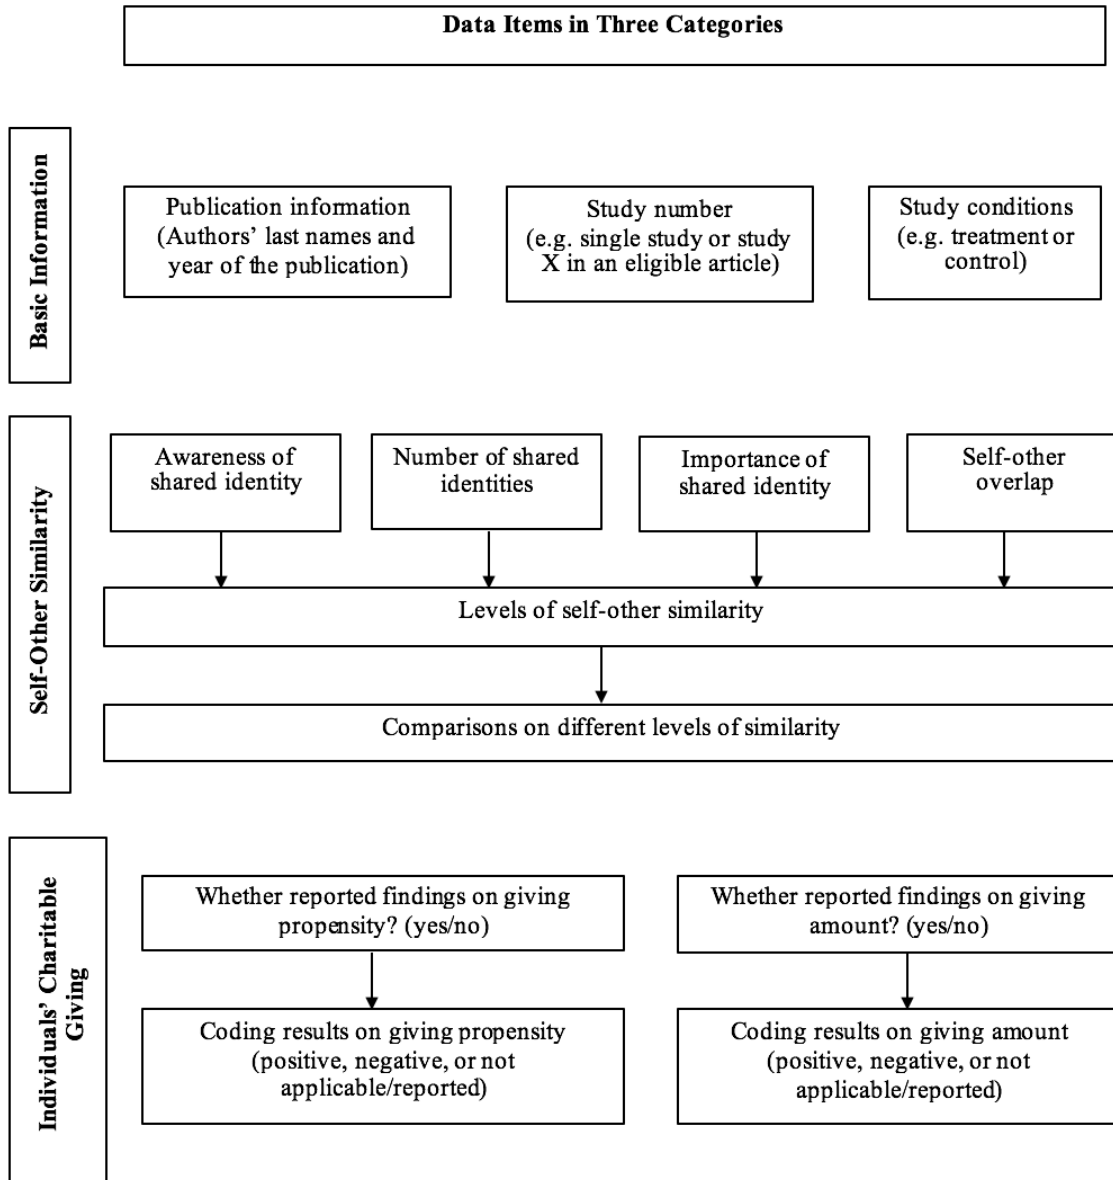 Data Items in Three Categories
Basic Information
Publication information
(Authors’ last names and
year of the publication)
Study number
(e.g. single study or study
X in an eligible article)
Study conditions
(e.g. treatment or
control)
Self-Other Similarity
Awareness of
shared identity
Number of shared
identities
Importance of
shared identity
Self-other
overlap
Levels of self-other similarity
Comparisons on different levels of similarity
Individuals’ Charitable
Giving
Whether reported findings on giving
propensity? (yes/no)
Whether reported findings on giving
amount? (yes/no)
Coding results on giving propensity
(positive, negative, or not
applicable/reported)
Coding results on giving amount
(positive, negative, or not
applicable/reported)